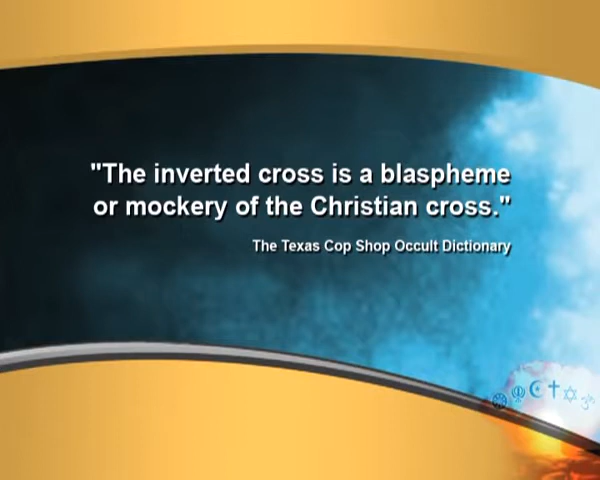 "The inverted cross is a blaspheme
or mockery of the Christian cross."
The Texas Cop Shop Occult Dictionary